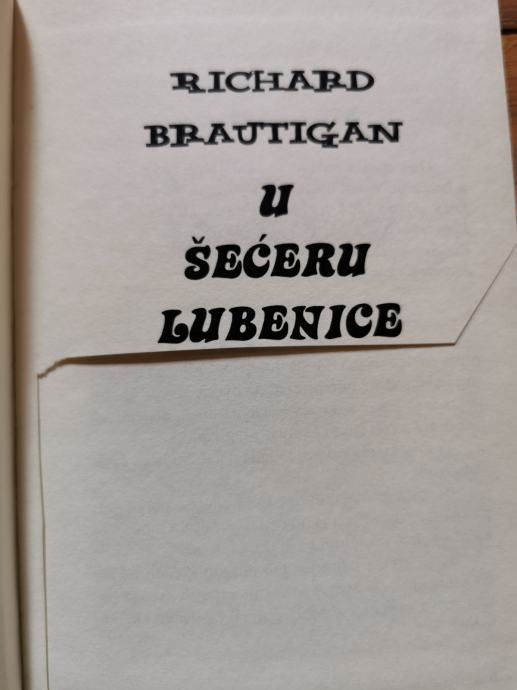 RICHARD
BRAUTIGAN
U
ŠEĆERU
LUBENICE